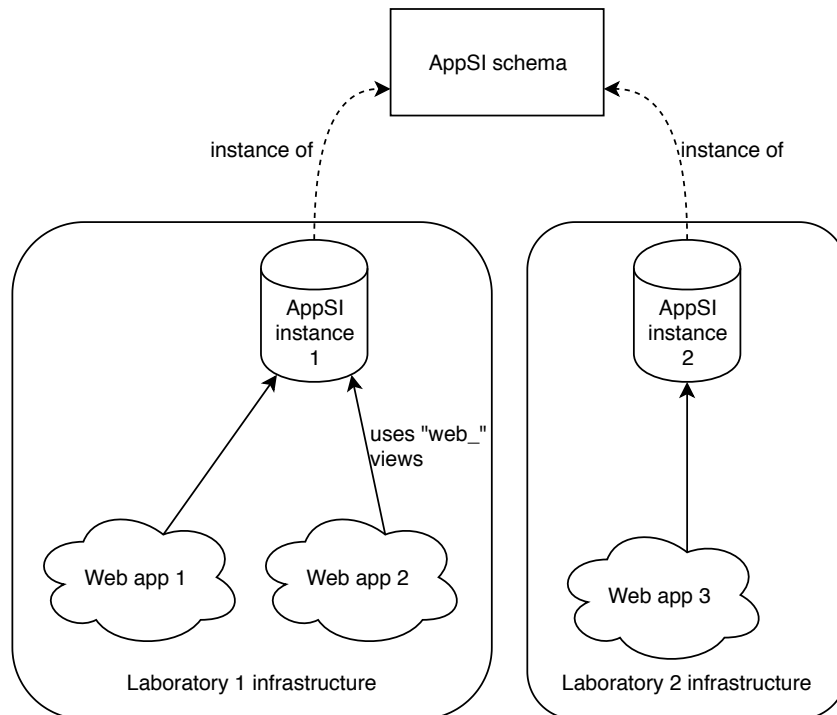 AppSI schema
instance of
instance of
AppSI
instance
1
AppSI
instance
2
uses "web_"
views
Web app 1
Web app 2
Web app 3
Laboratory 1 infrastructure
Laboratory 2 infrastructure